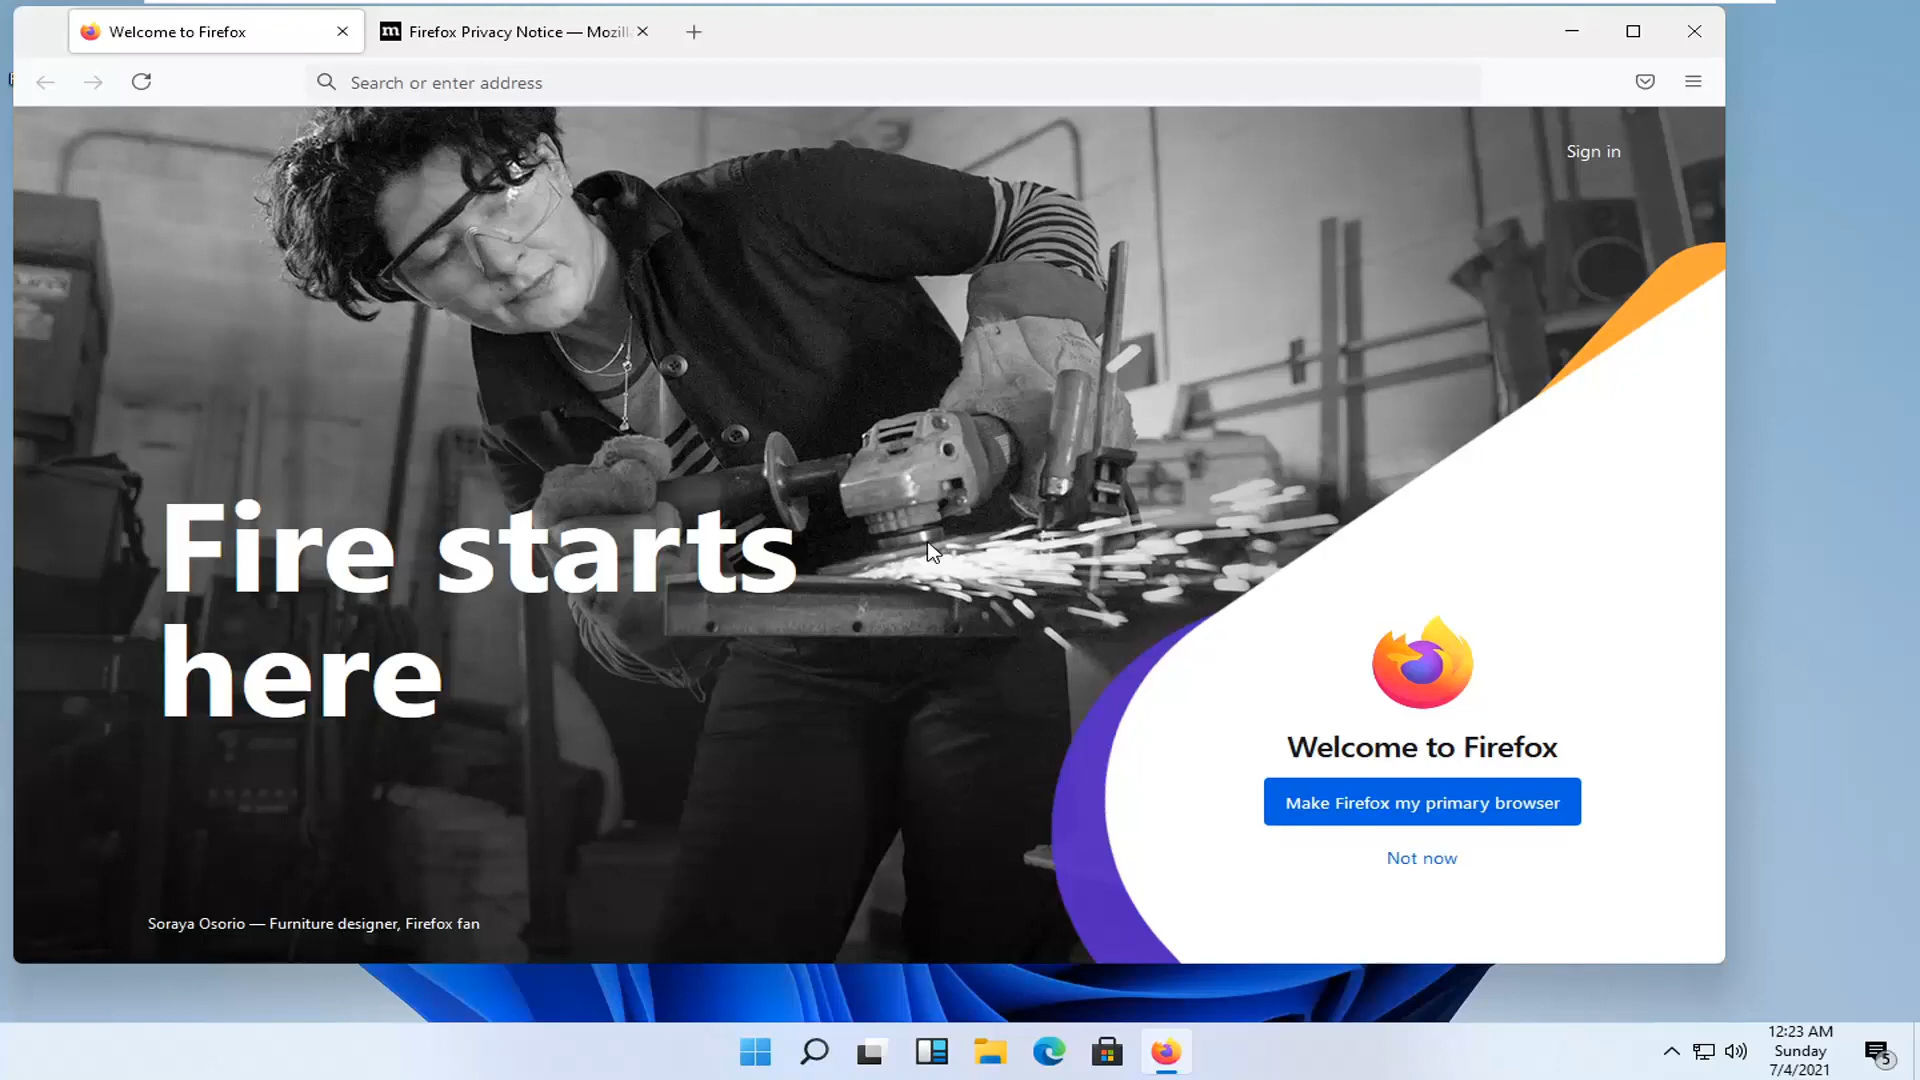 Welcome to Firefox
m Firefox Privacy Notice — Mozill
Search or enter address
Sign in
Fire starts
here
Welcome to Firefox
Make Firefox my primary browser
Not now
Soraya Osorio — Furniture designer, Firefox fan
12:23 AM
Sunday
7/4/2021
5